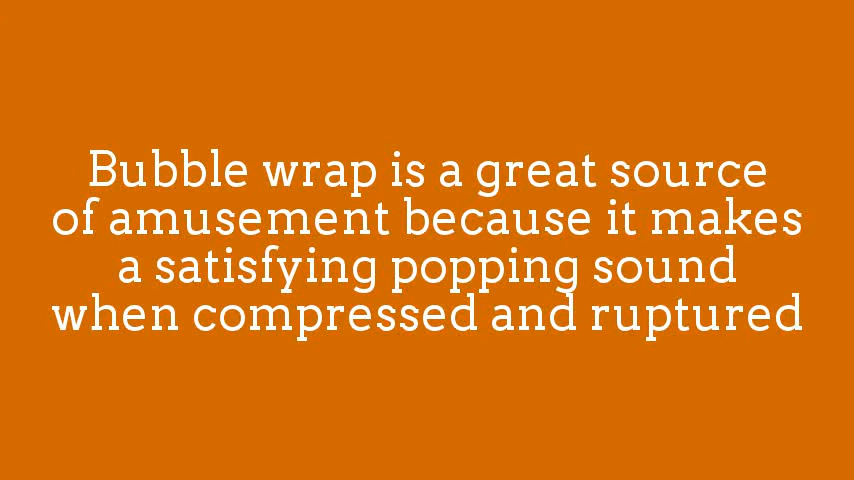 Bubble wrap is a great source
of amusement because it makes
a satisfying popping sound
when compressed and ruptured